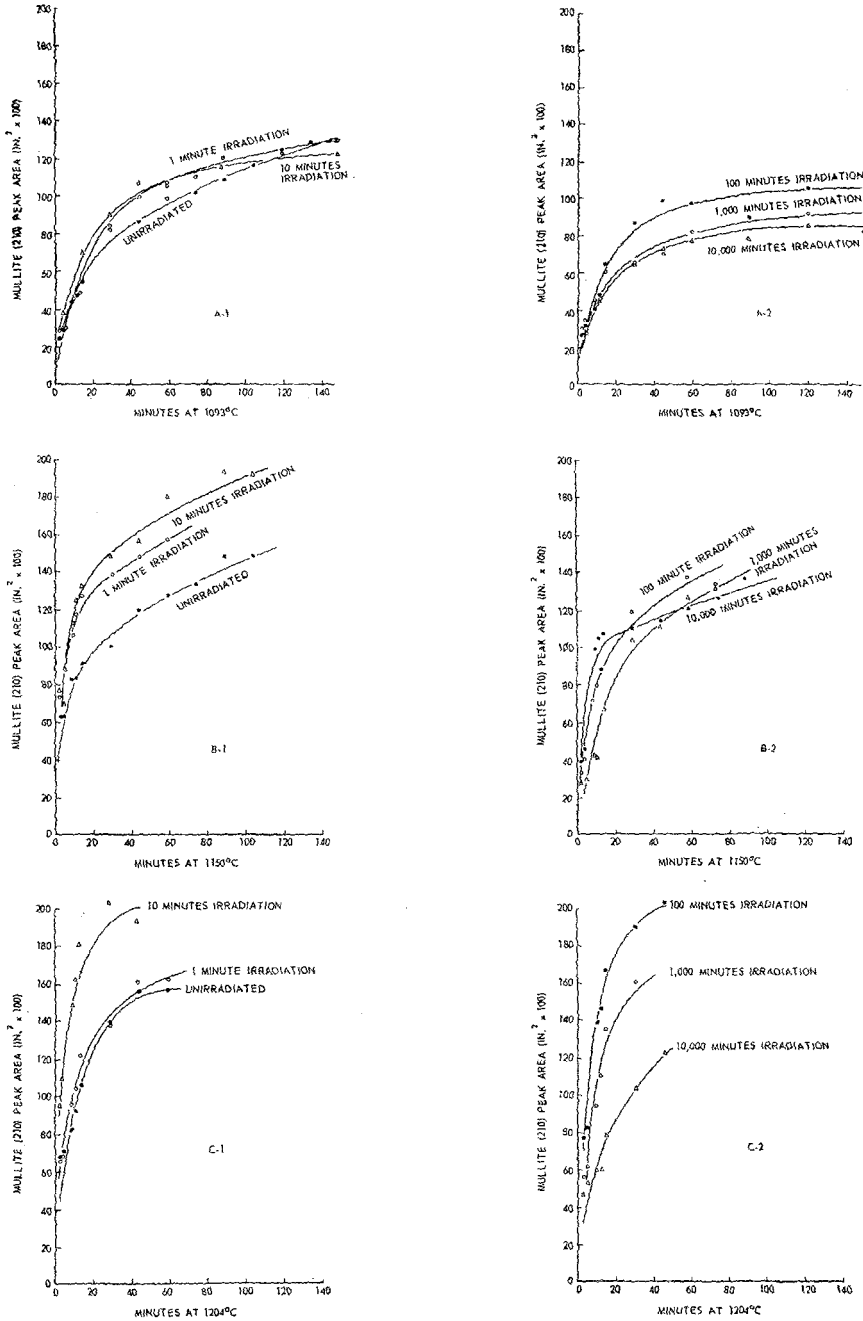 MULLITE (210) PEAK AREA (IN.² x 100)
200
180
160
140
120
100
80
60
40
20
0
1 MINUTE IRRADIATION
10 MINUTES
IRRADIATION
UNIRRADIATED
A-1
0 20 40 60 80 100 120 140
MINUTES AT 1093°C
MULLITE (210) PEAK AREA (IN.² x 100)
200
180
160
140
120
100
80
60
40
20
0
100 MINUTES IRRADIATION
1,000 MINUTES IRRADIATION
10,000 MINUTES IRRADIATION
A-2
0 20 40 60 80 100 120 140
MINUTES AT 1093°C
MULLITE (210) PEAK AREA (IN.² x 100)
200
180
160
140
120
100
80
60
40
20
0
10 MINUTES IRRADIATION
1 MINUTE IRRADIATION
UNIRRADIATED
B-1
0 20 40 60 80 100 120 140
MINUTES AT 1150°C
MULLITE (210) PEAK AREA (IN.² x 100)
200
180
160
140
120
100
80
60
40
20
0
100 MINUTE IRRADIATION
1,000 MINUTES
IRRADIATION
10,000 MINUTES IRRADIATION
B-2
0 20 40 60 80 100 120 140
MINUTES AT 1150°C
MULLITE (210) PEAK AREA (IN.² x 100)
200
180
160
140
120
100
80
60
40
20
0
10 MINUTES IRRADIATION
1 MINUTE IRRADIATION
UNIRRADIATED
C-1
0 20 40 60 80 100 120 140
MINUTES AT 1204°C
MULLITE (210) PEAK AREA (IN.² x 100)
200
180
160
140
120
100
80
60
40
20
0
100 MINUTES IRRADIATION
1,000 MINUTES IRRADIATION
10,000 MINUTES IRRADIATION
C-2
0 20 40 60 80 100 120 140
MINUTES AT 1204°C